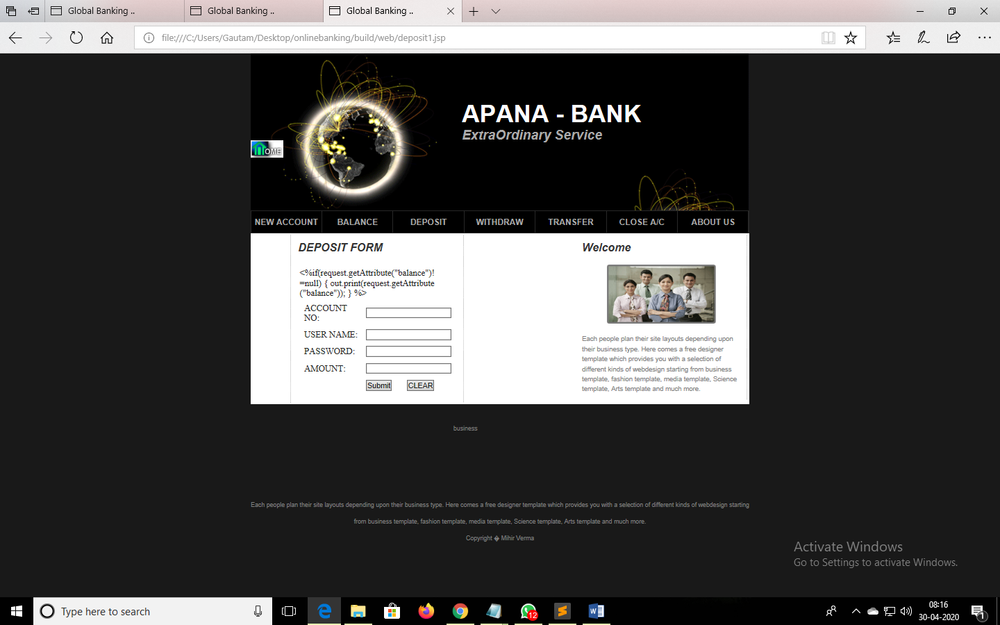 Global Banking ..
Global Banking ..
Global Banking ..
file:///C:/Users/Gautam/Desktop/onlinebanking/build/web/deposit1.jsp
APANA - BANK
ExtraOrdinary Service
HOME
NEW ACCOUNT BALANCE DEPOSIT WITHDRAW TRANSFER CLOSE A/C ABOUT US
DEPOSIT FORM
<%if(request.getAttribute("balance")!
=null) { out.print(request.getAttribute
("balance")); } %>
ACCOUNT
NO:
USER NAME:
PASSWORD:
AMOUNT:
Submit CLEAR
Welcome
Each people plan their site layouts depending upon
their business type. Here comes a free designer
template which provides you with a selection of
different kinds of webdesign starting from business
template, fashion template, media template, Science
template, Arts template and much more.
business
Each people plan their site layouts depending upon their business type. Here comes a free designer template which provides you with a selection of different kinds of webdesign starting
from business template, fashion template, media template, Science template, Arts template and much more.
Copyright � Mihir Verma
Activate Windows
Go to Settings to activate Windows.
Type here to search
12
08:16
30-04-2020
1